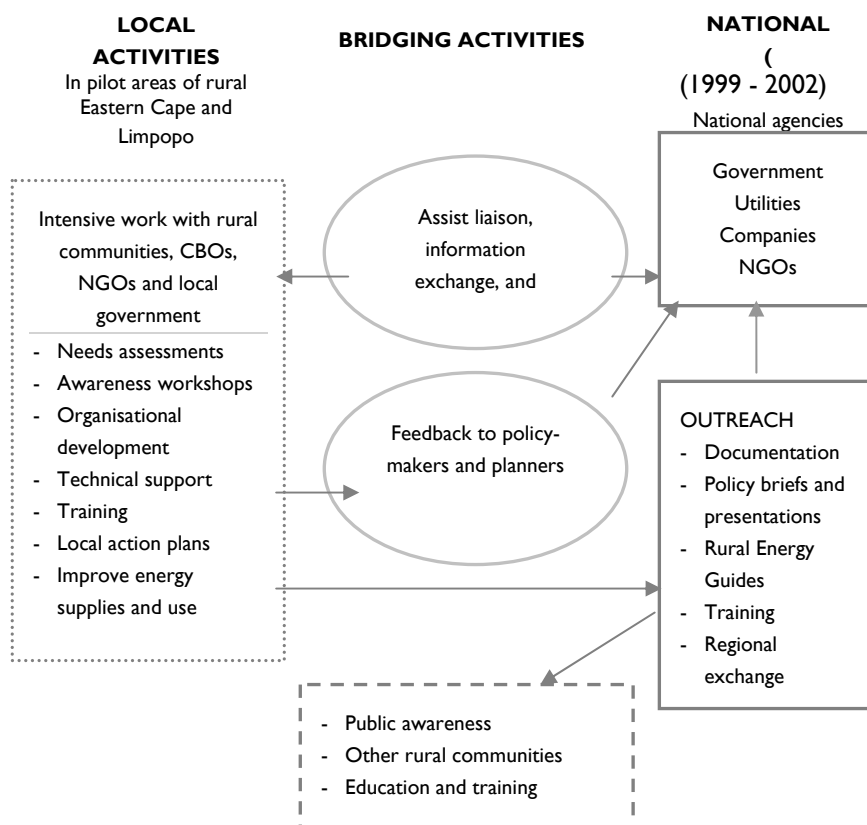 LOCAL
ACTIVITIES
In pilot areas of rural
Eastern Cape and
Limpopo
BRIDGING ACTIVITIES
NATIONAL
(
(1999 - 2002)
National agencies
Intensive work with rural
communities, CBOs,
NGOs and local
government
- Needs assessments
- Awareness workshops
- Organisational
development
- Technical support
- Training
- Local action plans
- Improve energy
supplies and use
Assist liaison,
information
exchange, and
Feedback to policy-
makers and planners
Government
Utilities
Companies
NGOs
OUTREACH
- Documentation
- Policy briefs and
presentations
- Rural Energy
Guides
- Training
- Regional
exchange
- Public awareness
- Other rural communities
- Education and training